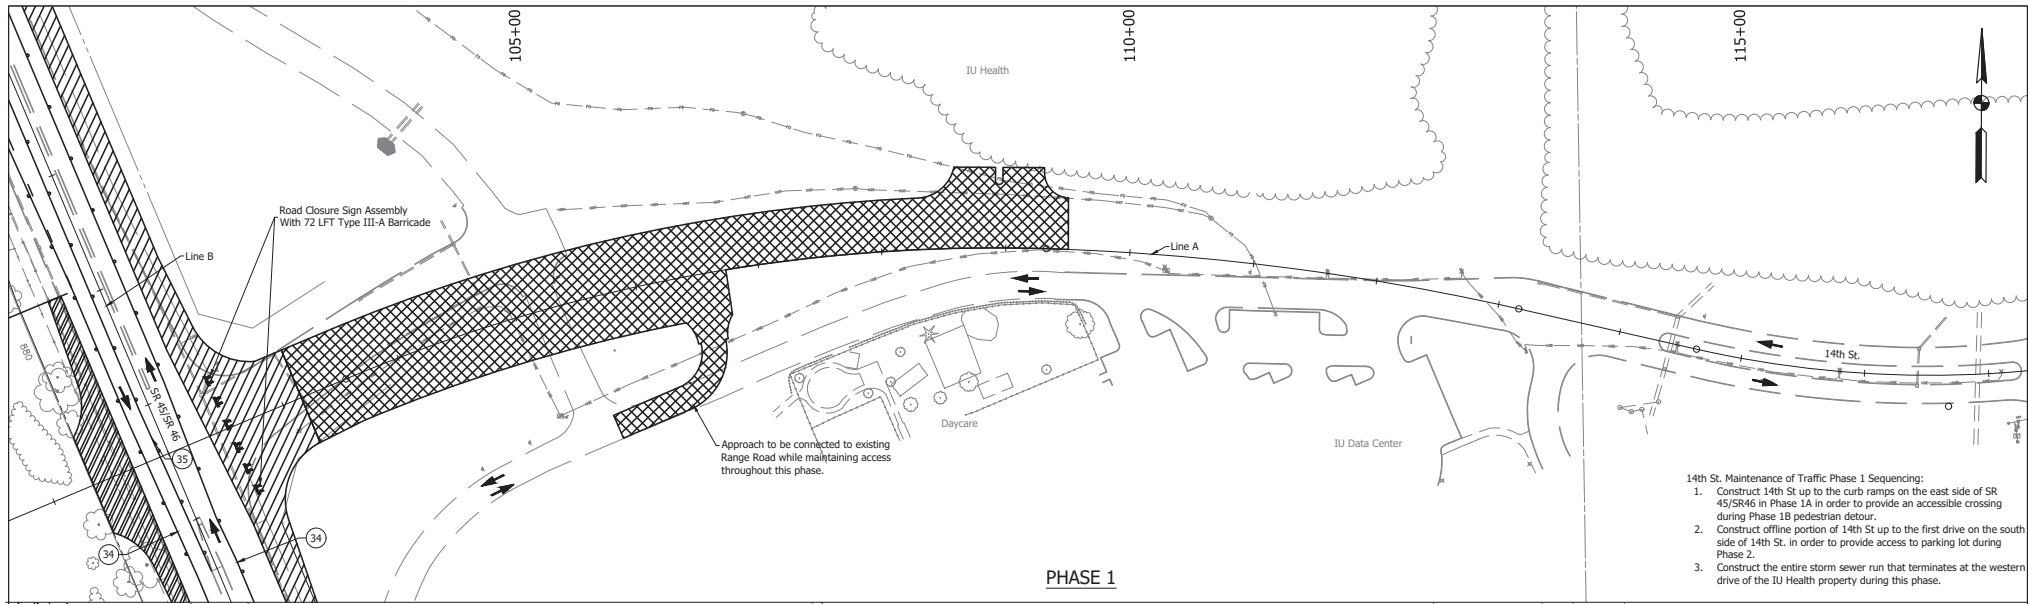 105+00
110+00
115+00
IU Health
Road Closure Sign Assembly
With 72 LFT Type III-A Barricade
Line B
Line A
14th St.
880
SR 45/SR 46
35
34
34
Daycare
IU Data Center
Approach to be connected to existing
Range Road while maintaining access
throughout this phase.
14th St. Maintenance of Traffic Phase 1 Sequencing:
1. Construct 14th St up to the curb ramps on the east side of SR
45/SR46 in Phase 1A in order to provide an accessible crossing
during Phase 1B pedestrian detour.
2. Construct offline portion of 14th St up to the first drive on the south
side of 14th St. in order to provide access to parking lot during
Phase 2.
3. Construct the entire storm sewer run that terminates at the western
drive of the IU Health property during this phase.
PHASE 1